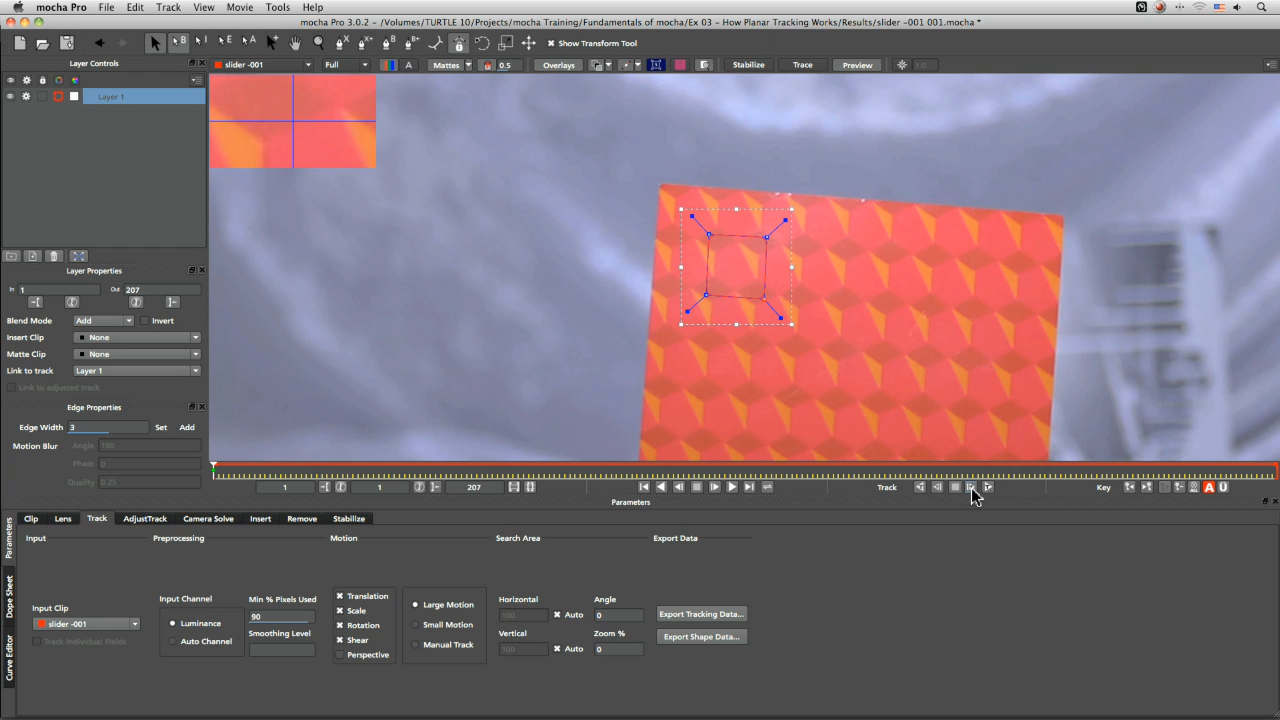 mocha Pro File Edit Track View Movie Tools Help
mocha Pro 3.0.2 - /Volumes/TURTLE 10/Projects/mocha Training/Fundamentals of mocha/Ex 03 - How Planar Tracking Works/Results/slider -001 001.mocha *
Show Transform Tool
Layer Controls
slider -001 Full A Mattes 0.5 Overlays Stabilize Trace Preview 1.0
Layer 1
Layer Properties
In 1 Out 207
Blend Mode Add Invert
Insert Clip None
Matte Clip None
Link to track Layer 1
Link to adjusted track
Edge Properties
Edge Width 3 Set Add
Motion Blur Angle 180
Phase 0
Quality 0.25
1 1 207 Track Key A
Parameters
Clip Lens Track AdjustTrack Camera Solve Insert Remove Stabilize
Parameters
Dope Sheet
Curve Editor
Input Preprocessing Motion Search Area Export Data
Input Clip
slider -001
Track Individual Fields
Input Channel
Luminance
Auto Channel
Min % Pixels Used
90
Smoothing Level
Translation
Scale
Rotation
Shear
Perspective
Large Motion
Small Motion
Manual Track
Horizontal Angle
100 Auto 0
Vertical Zoom %
100 Auto 0
Export Tracking Data...
Export Shape Data...